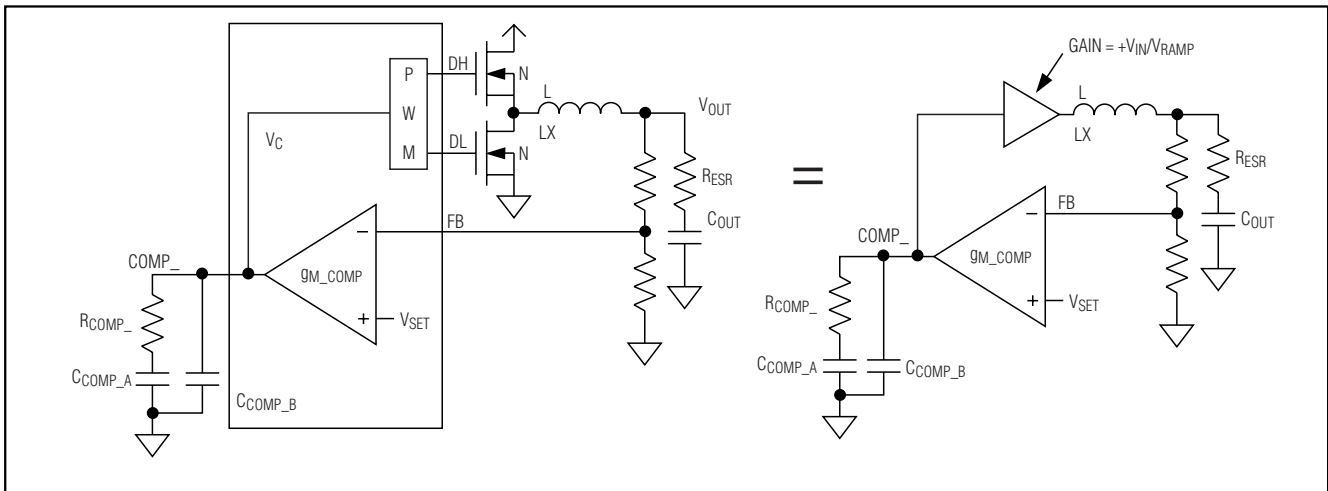 DH
P
N
L
VOUT
W
VC
LX
M
DL
N
RESR
FB
COUT
COMP_
gM_COMP
RCOMP_
VSET
CCOMP_A
CCOMP_B
=
GAIN = +VIN/VRAMP
L
LX
RESR
FB
COUT
COMP_
gM_COMP
RCOMP_
VSET
CCOMP_A
CCOMP_B